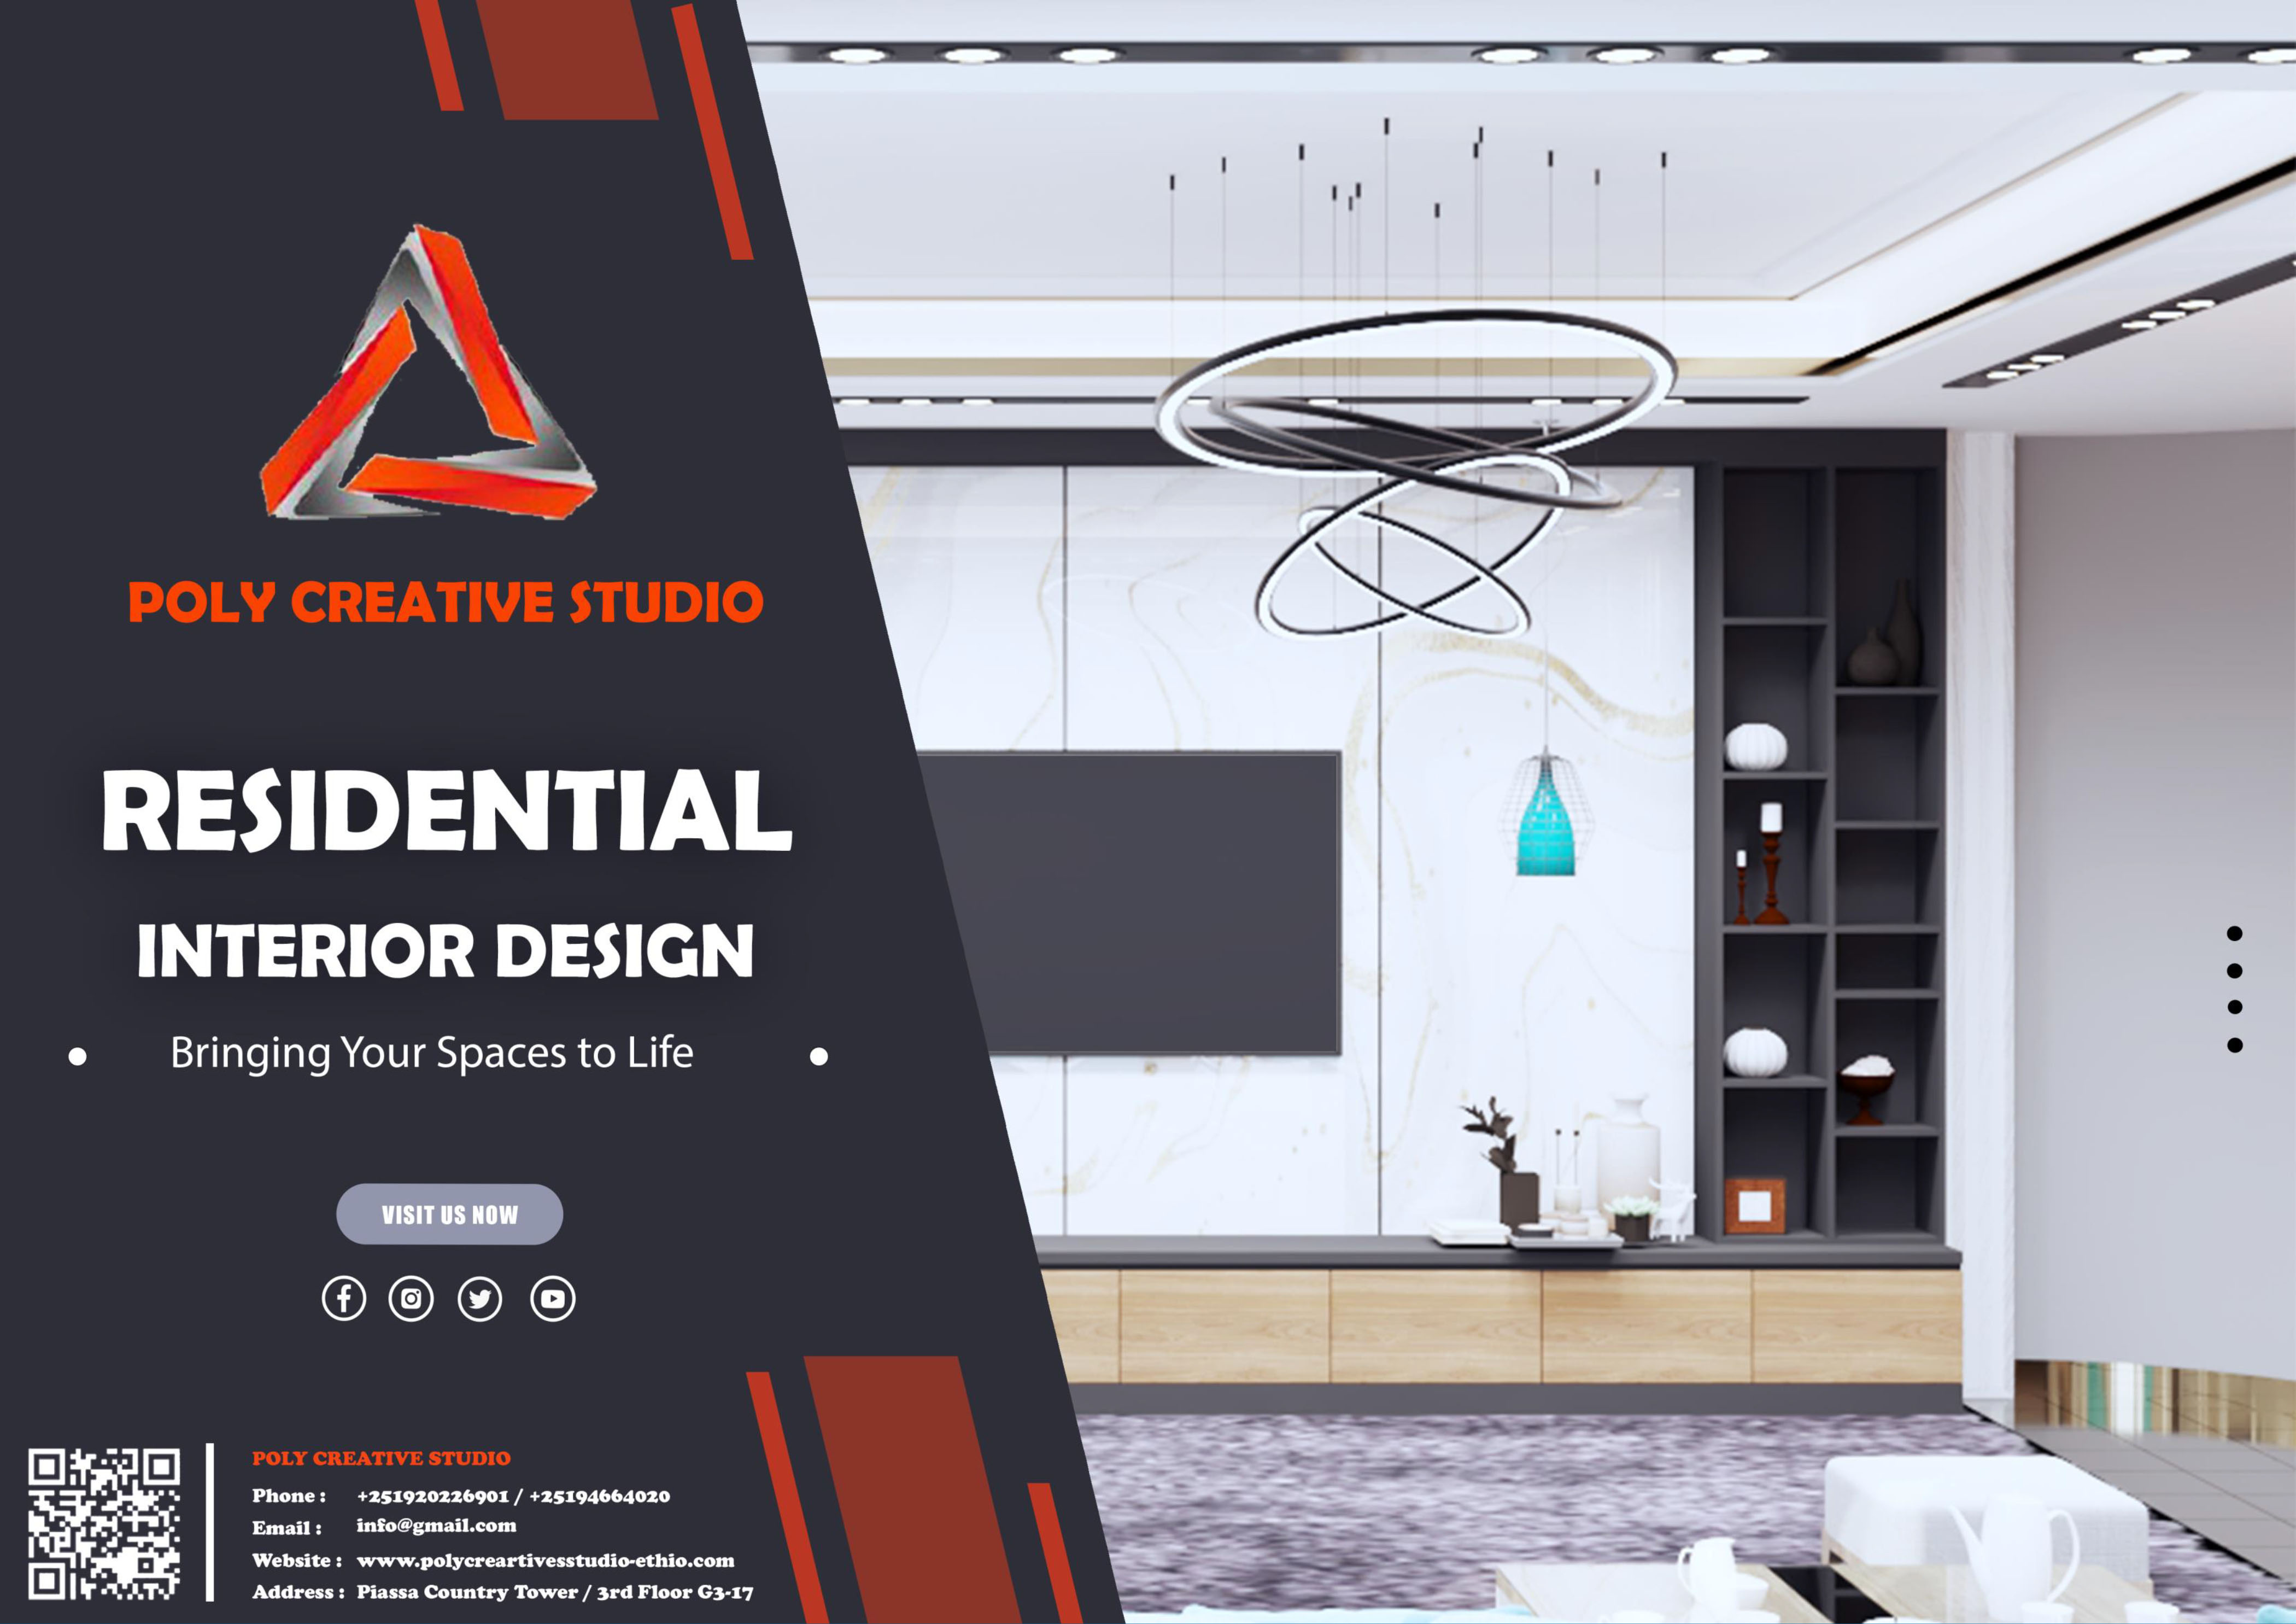 POLY CREATIVE STUDIO
RESIDENTIAL
INTERIOR DESIGN
Bringing Your Spaces to Life
VISIT US NOW
POLY CREATIVE STUDIO
Phone : +251920226901 / +25194664020
Email : info@gmail.com
Website : www.polycreartivesstudio-ethio.com
Address : Piassa Country Tower / 3rd Floor G3-17